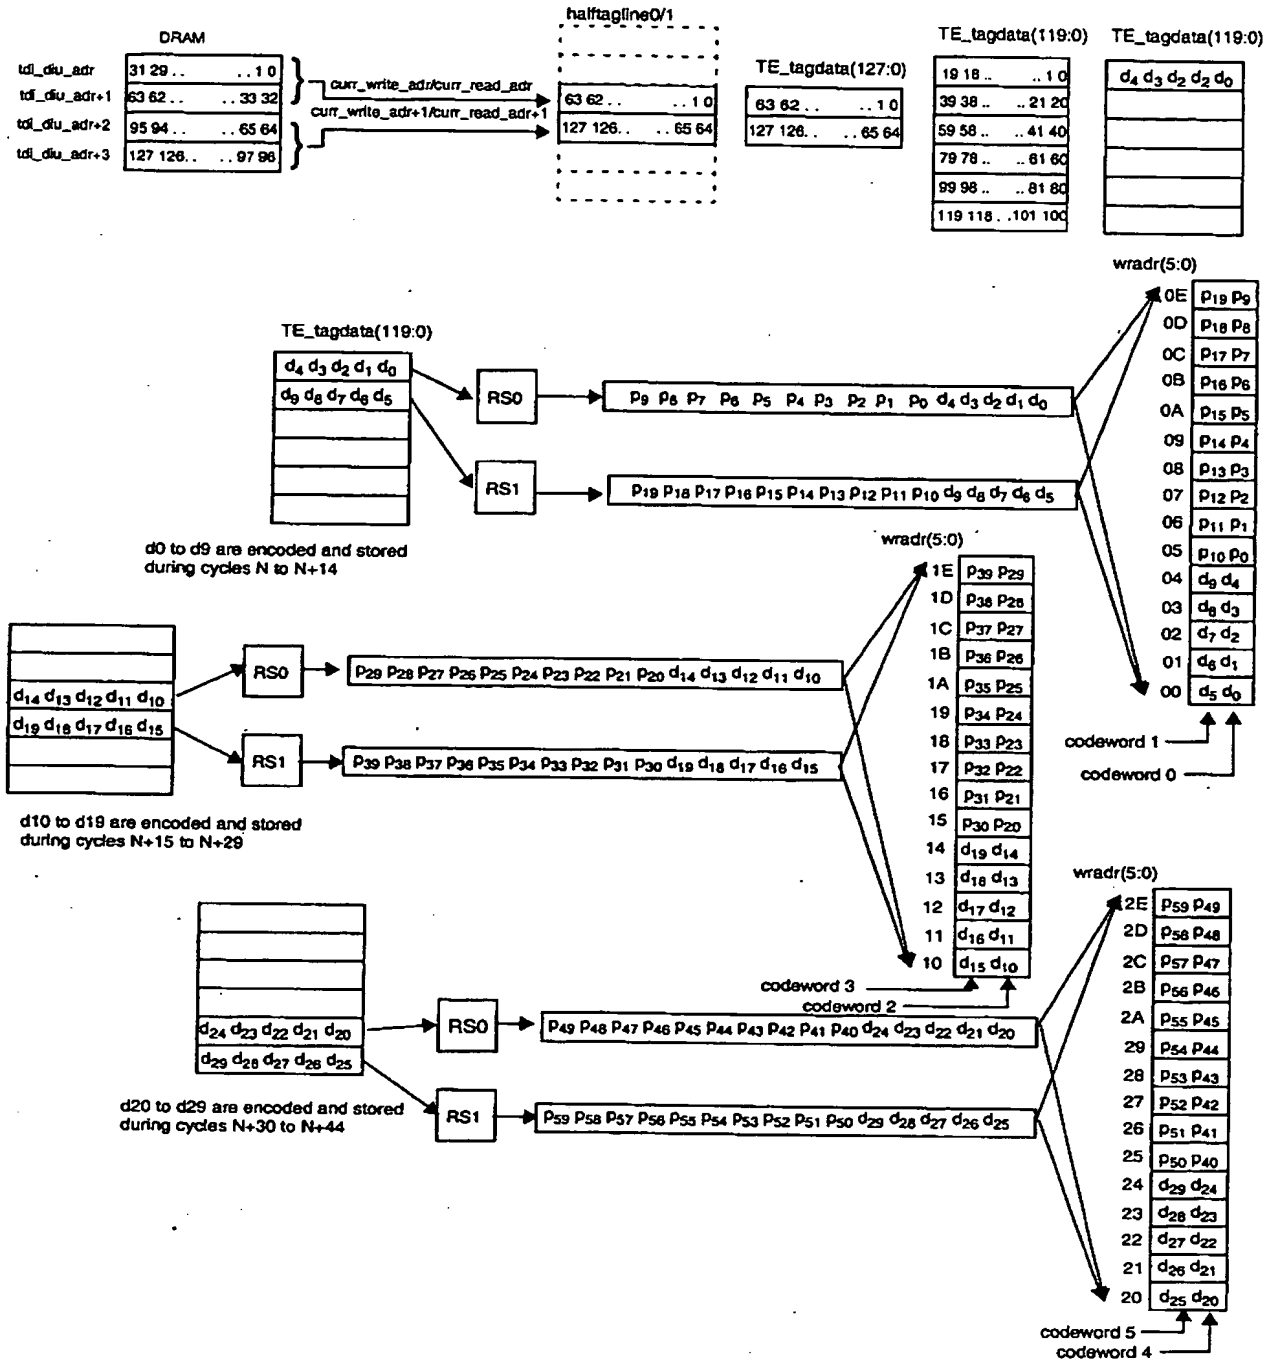 halftagline0/1
DRAM
TE_tagdata(119:0)
TE_tagdata(119:0)
TE_tagdata(127:0)
tdi_diu_adr
31 29 . . . . 1 0
tdi_diu_adr+1
63 62 . . . . 33 32
tdi_diu_adr+2
95 94 . . . . 65 64
tdi_diu_adr+3
127 126. . . . 97 96
curr_write_adr/curr_read_adr
curr_write_adr+1/curr_read_adr+1
63 62 . . . . 1 0
127 126. . . . 65 64
63 62 . . . . 1 0
127 126. . . . 65 64
19 18 . . . . 1 0
39 38 . . . . 21 20
59 58 . . . . 41 40
79 78 . . . . 61 60
99 98 . . . . 81 80
119 118 . . 101 100
d4 d3 d2 d2 d0
wradr(5:0)
0E p19 p9
0D p18 p8
0C p17 p7
0B p16 p6
0A p15 p5
09 p14 p4
08 p13 p3
07 p12 p2
06 p11 p1
05 p10 p0
04 d9 d4
03 d8 d3
02 d7 d2
01 d6 d1
00 d5 d0
codeword 1
codeword 0
TE_tagdata(119:0)
d4 d3 d2 d1 d0
d9 d8 d7 d6 d5
RS0
p9 p8 p7 p6 p5 p4 p3 p2 p1 p0 d4 d3 d2 d1 d0
RS1
p19 p18 p17 p16 p15 p14 p13 p12 p11 p10 d9 d8 d7 d6 d5
d0 to d9 are encoded and stored
during cycles N to N+14
wradr(5:0)
1E p39 p29
1D p38 p28
1C p37 p27
1B p36 p26
1A p35 p25
19 p34 p24
18 p33 p23
17 p32 p22
16 p31 p21
15 p30 p20
14 d19 d14
13 d18 d13
12 d17 d12
11 d16 d11
10 d15 d10
codeword 3
codeword 2
d14 d13 d12 d11 d10
d19 d18 d17 d16 d15
RS0
p29 p28 p27 p26 p25 p24 p23 p22 p21 p20 d14 d13 d12 d11 d10
RS1
p39 p38 p37 p36 p35 p34 p33 p32 p31 p30 d19 d18 d17 d16 d15
d10 to d19 are encoded and stored
during cycles N+15 to N+29
wradr(5:0)
2E p59 p49
2D p58 p48
2C p57 p47
2B p56 p46
2A p55 p45
29 p54 p44
28 p53 p43
27 p52 p42
26 p51 p41
25 p50 p40
24 d29 d24
23 d28 d23
22 d27 d22
21 d26 d21
20 d25 d20
codeword 5
codeword 4
d24 d23 d22 d21 d20
d29 d28 d27 d26 d25
RS0
p49 p48 p47 p46 p45 p44 p43 p42 p41 p40 d24 d23 d22 d21 d20
RS1
p59 p58 p57 p56 p55 p54 p53 p52 p51 p50 d29 d28 d27 d26 d25
d20 to d29 are encoded and stored
during cycles N+30 to N+44